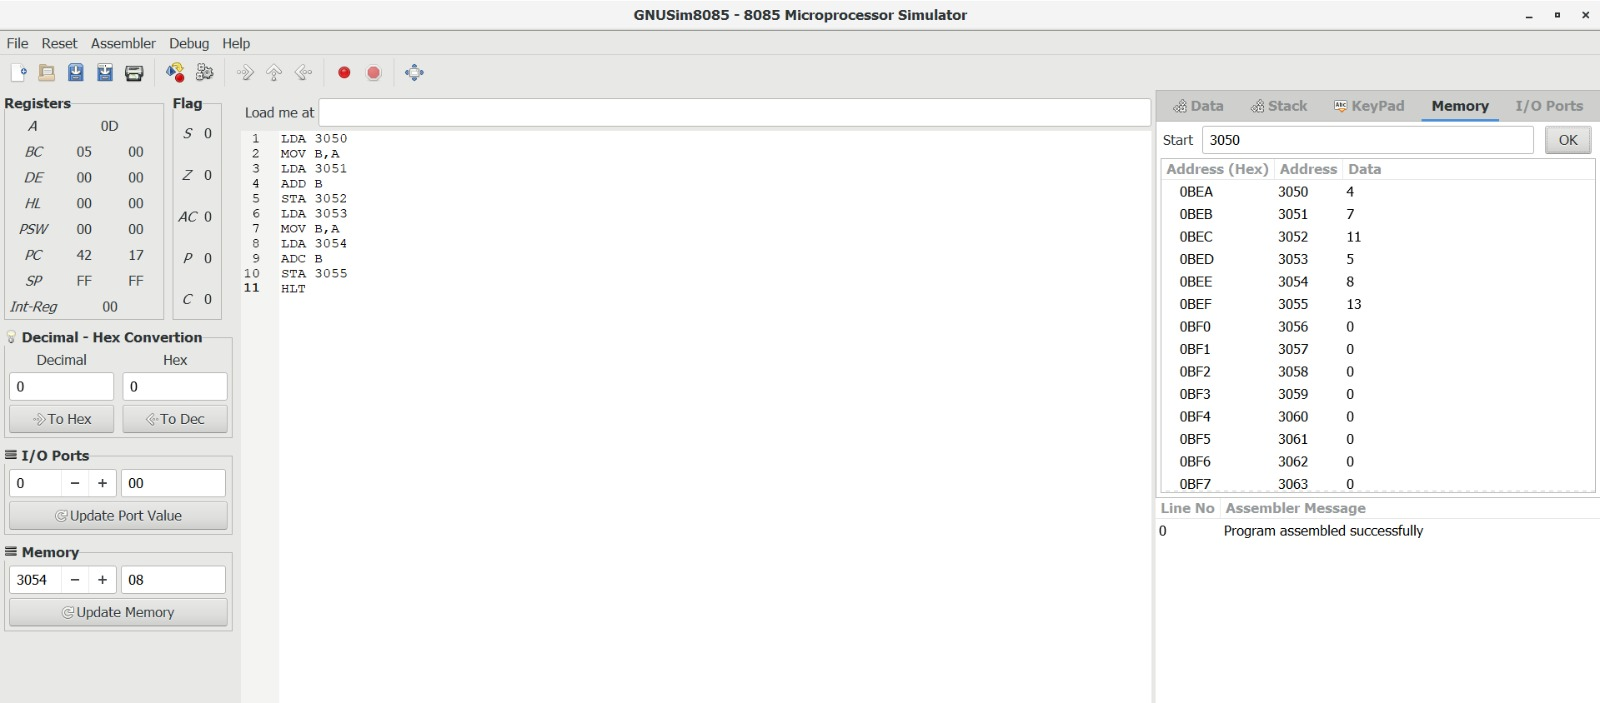 GNUSim8085 - 8085 Microprocessor Simulator
File Reset Assembler Debug Help
Registers
A 0D
BC 05 00
DE 00 00
HL 00 00
PSW 00 00
PC 42 17
SP FF FF
Int-Reg 00
Flag
S 0
Z 0
AC 0
P 0
C 0
Decimal - Hex Convertion
Decimal Hex
0 0
To Hex To Dec
I/O Ports
0 − + 00
Update Port Value
Memory
3054 − + 08
Update Memory
Load me at
1 LDA 3050
2 MOV B,A
3 LDA 3051
4 ADD B
5 STA 3052
6 LDA 3053
7 MOV B,A
8 LDA 3054
9 ADC B
10 STA 3055
11 HLT
Data Stack KeyPad Memory I/O Ports
Start 3050 OK
Address (Hex) Address Data
0BEA 3050 4
0BEB 3051 7
0BEC 3052 11
0BED 3053 5
0BEE 3054 8
0BEF 3055 13
0BF0 3056 0
0BF1 3057 0
0BF2 3058 0
0BF3 3059 0
0BF4 3060 0
0BF5 3061 0
0BF6 3062 0
0BF7 3063 0
Line No Assembler Message
0 Program assembled successfully